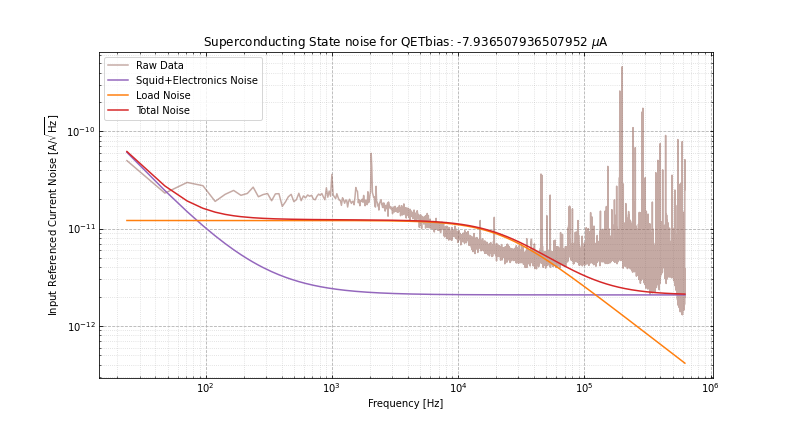 Superconducting State noise for QETbias: -7.936507936507952 μA
Raw Data
Squid+Electronics Noise
Load Noise
Total Noise
Input Referenced Current Noise [A/√Hz]
10⁻¹⁰
10⁻¹¹
10⁻¹²
10² 10³ 10⁴ 10⁵ 10⁶
Frequency [Hz]